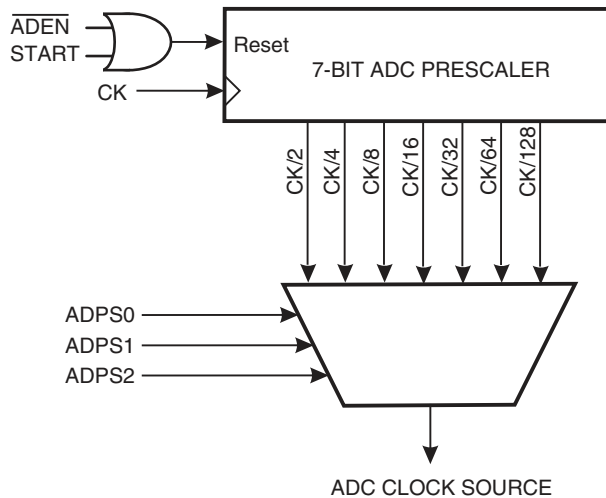 ADEN
START
Reset
7-BIT ADC PRESCALER
CK
CK/2
CK/4
CK/8
CK/16
CK/32
CK/64
CK/128
ADPS0
ADPS1
ADPS2
ADC CLOCK SOURCE